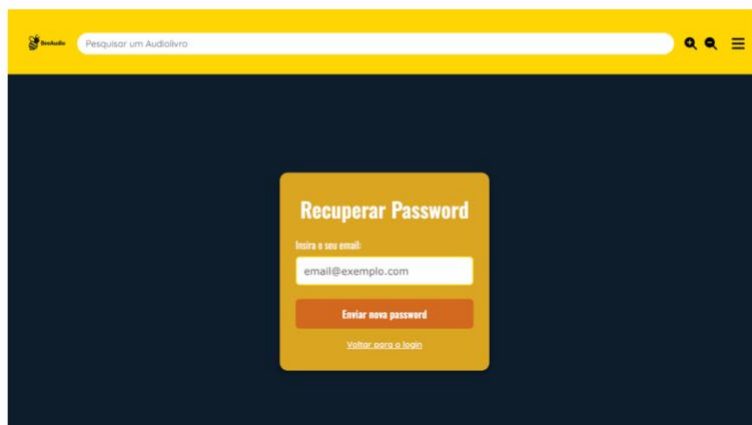 BeeAudio
Pesquisar um Audiolivro
Recuperar Password
Insira o seu email:
email@exemplo.com
Enviar nova password
Voltar para o login